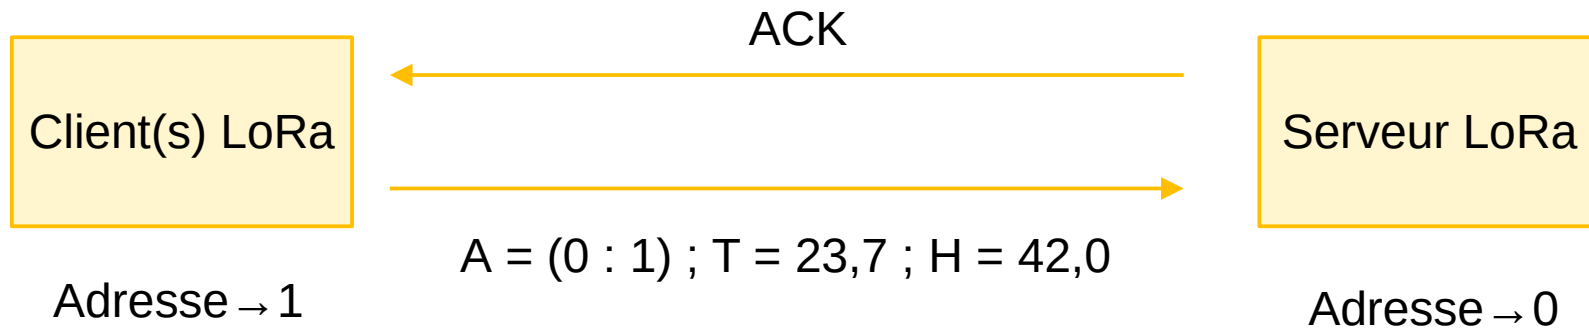 ACK
Client(s) LoRa
Serveur LoRa
A = (0 : 1) ; T = 23,7 ; H = 42,0
Adresse→1
Adresse→0